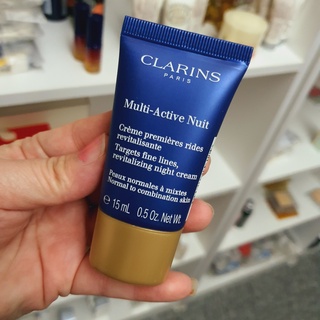 CLARINS
PARIS
Multi-Active Nuit
Crème premières rides
revitalisante
Targets fine lines,
revitalizing night cream
Peaux normales à mixtes
Normal to combination skin
℮ 15 mL 0.5 Oz. Net Wt.